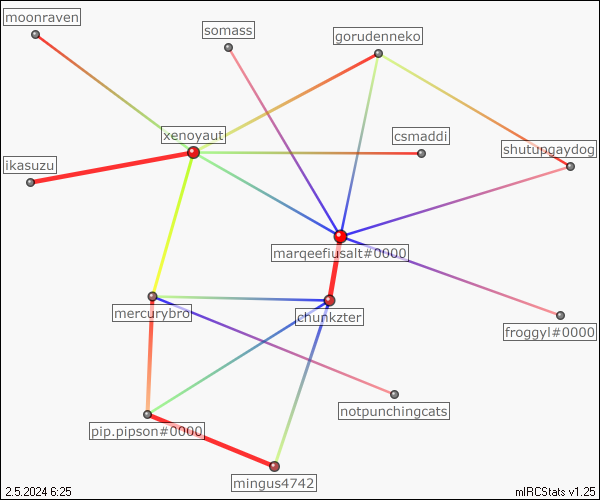 moonraven
somass
gorudenneko
xenoyaut
csmaddi
shutupgaydog
ikasuzu
marqeefiusalt#0000
mercurybro
chunkzter
froggyl#0000
notpunchingcats
pip.pipson#0000
mingus4742
2.5.2024 6:25
mIRCStats v1.25